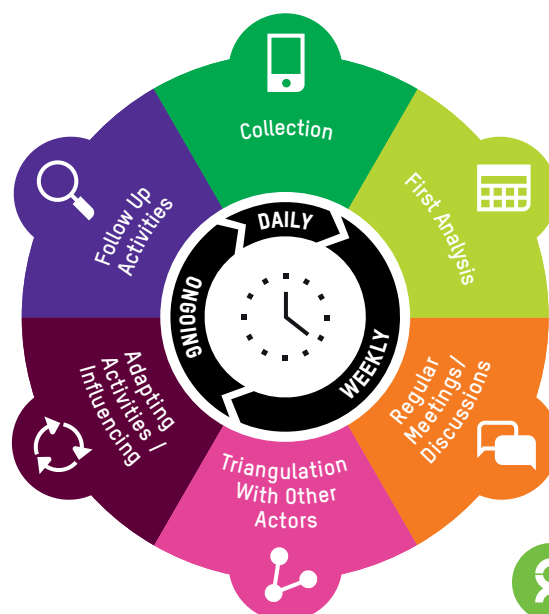 Collection
First Analysis
Regular
Meetings/
Discussions
Triangulation
With Other
Actors
Adapting
Activities /
Influencing
Follow Up
Activities
DAILY
WEEKLY
ONGOING